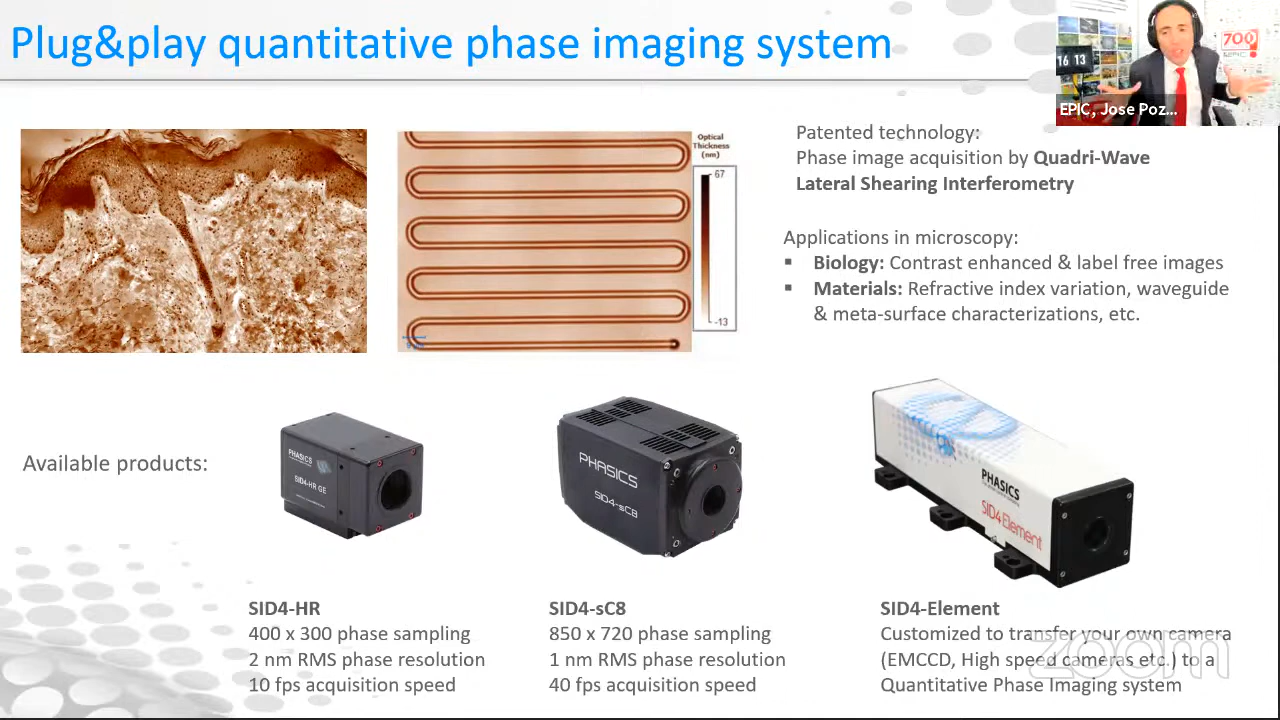 Plug&play quantitative phase imaging system
16 13
700
EPIC
EPIC, Jose Poz...
Optical
Thickness
(nm)
67
-13
Patented technology:
Phase image acquisition by Quadri-Wave
Lateral Shearing Interferometry
Applications in microscopy:
▪ Biology: Contrast enhanced & label free images
▪ Materials: Refractive index variation, waveguide
& meta-surface characterizations, etc.
Available products:
PHASICS
SID4-HR GE
PHASICS
SID4-sC8
PHASICS
SID4 Element
SID4-HR
400 x 300 phase sampling
2 nm RMS phase resolution
10 fps acquisition speed
SID4-sC8
850 x 720 phase sampling
1 nm RMS phase resolution
40 fps acquisition speed
SID4-Element
Customized to transfer your own camera
(EMCCD, High speed cameras etc.) to a
Quantitative Phase Imaging system
zoom